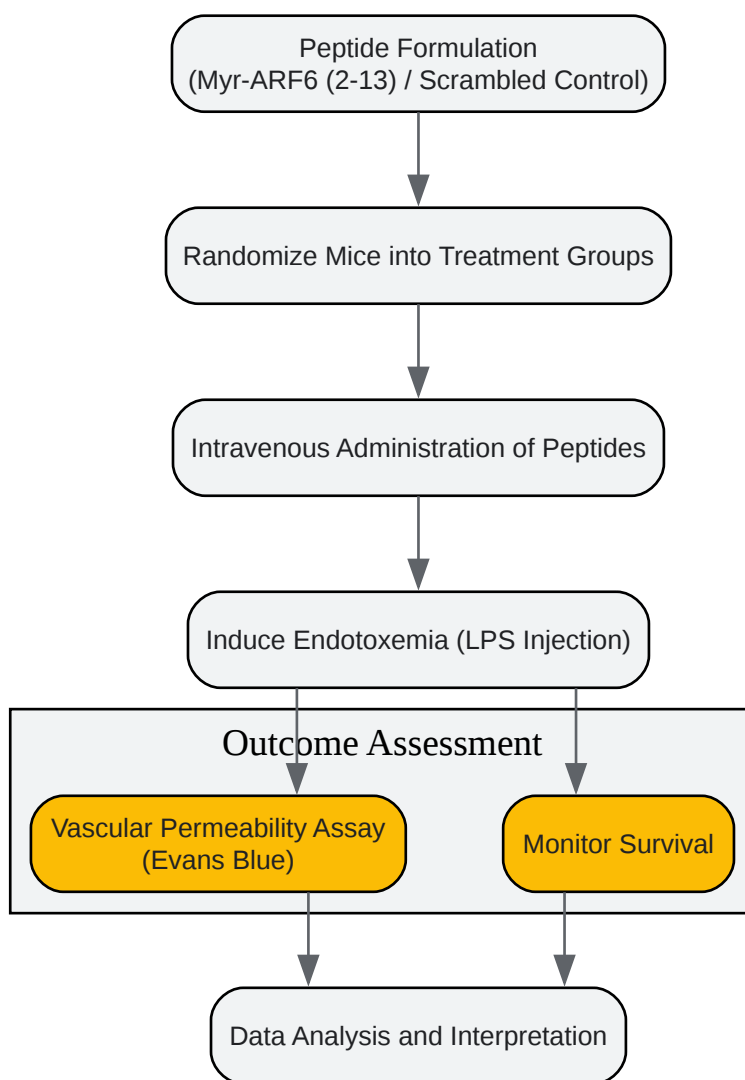 Peptide Formulation
(Myr-ARF6 (2-13) / Scrambled Control)
Randomize Mice into Treatment Groups
Intravenous Administration of Peptides
Induce Endotoxemia (LPS Injection)
Outcome Assessment
Vascular Permeability Assay
(Evans Blue)
Monitor Survival
Data Analysis and Interpretation